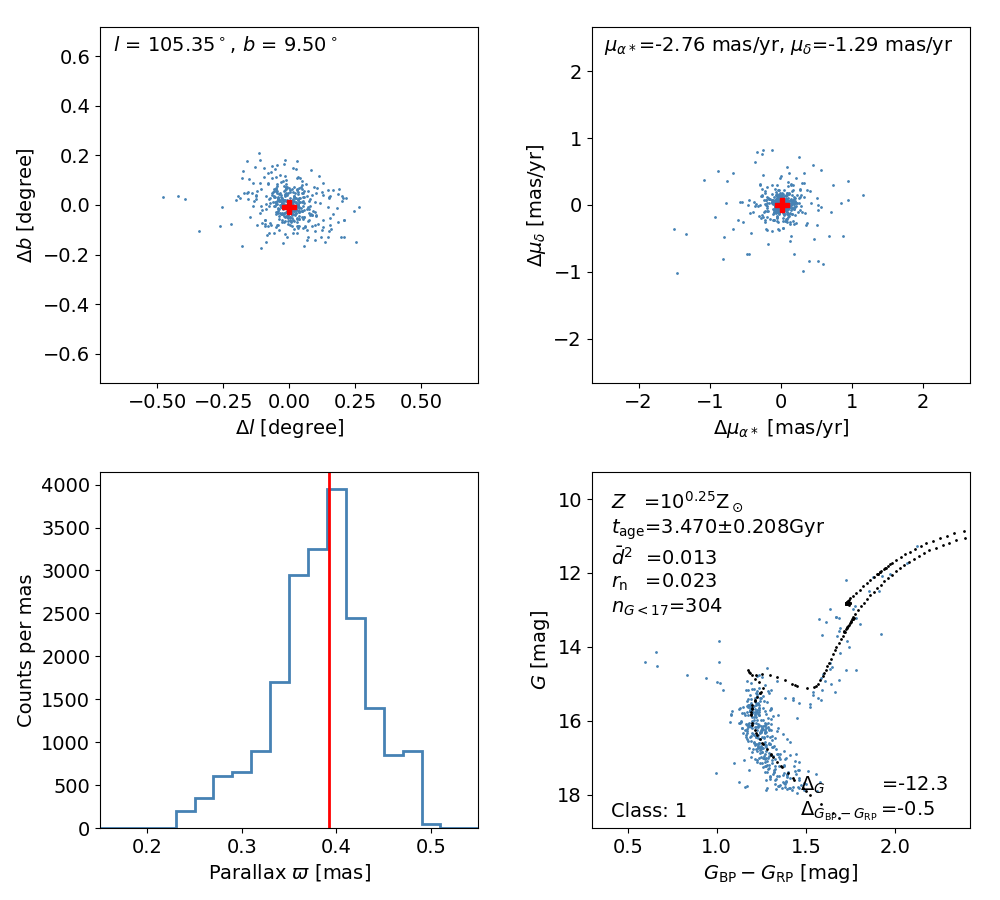 l = 105.35°, b = 9.50°
0.6
0.4
0.2
0.0
−0.2
−0.4
−0.6
Δb [degree]
−0.50 −0.25 0.00 0.25 0.50
Δl [degree]
μα*=-2.76 mas/yr, μδ=-1.29 mas/yr
2
1
0
−1
−2
Δμδ [mas/yr]
−2 −1 0 1 2
Δμα* [mas/yr]
4000
3500
3000
2500
2000
1500
1000
500
0
Counts per mas
0.2 0.3 0.4 0.5
Parallax ϖ [mas]
Z =10^0.25 Z⊙
t_age=3.470±0.208Gyr
d̄² =0.013
r_n =0.023
n_G<17=304
10
12
14
16
18
G [mag]
Δ_G =-12.3
Class: 1
Δ_GBP−GRP =-0.5
0.5 1.0 1.5 2.0
G_BP − G_RP [mag]